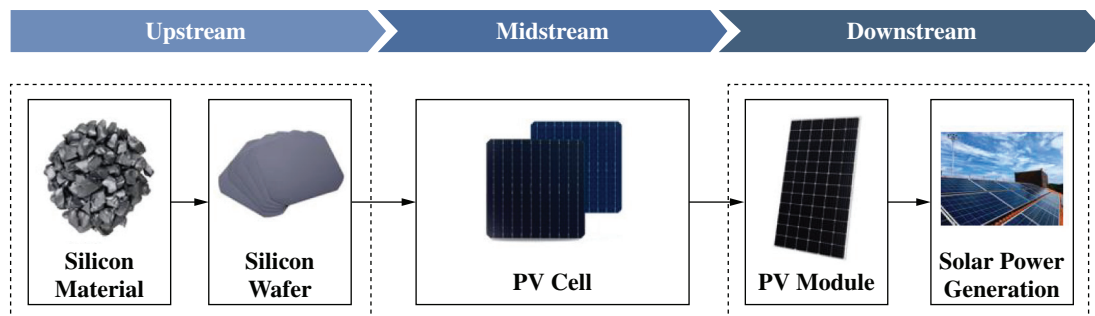 Upstream
Midstream
Downstream
Silicon
Material
Silicon
Wafer
PV Cell
PV Module
Solar Power
Generation